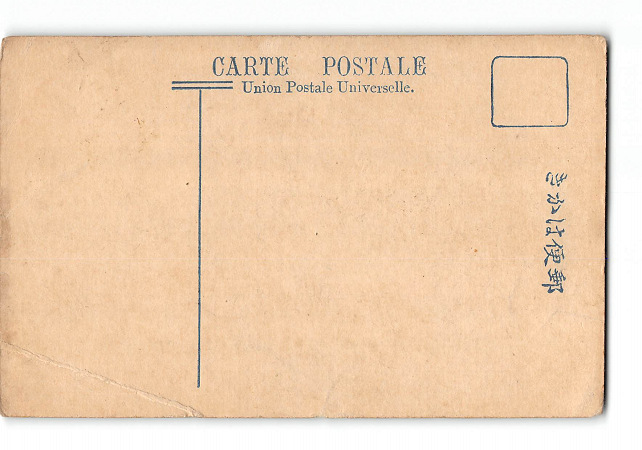 CARTE POSTALE
Union Postale Universelle.
きかは便郵